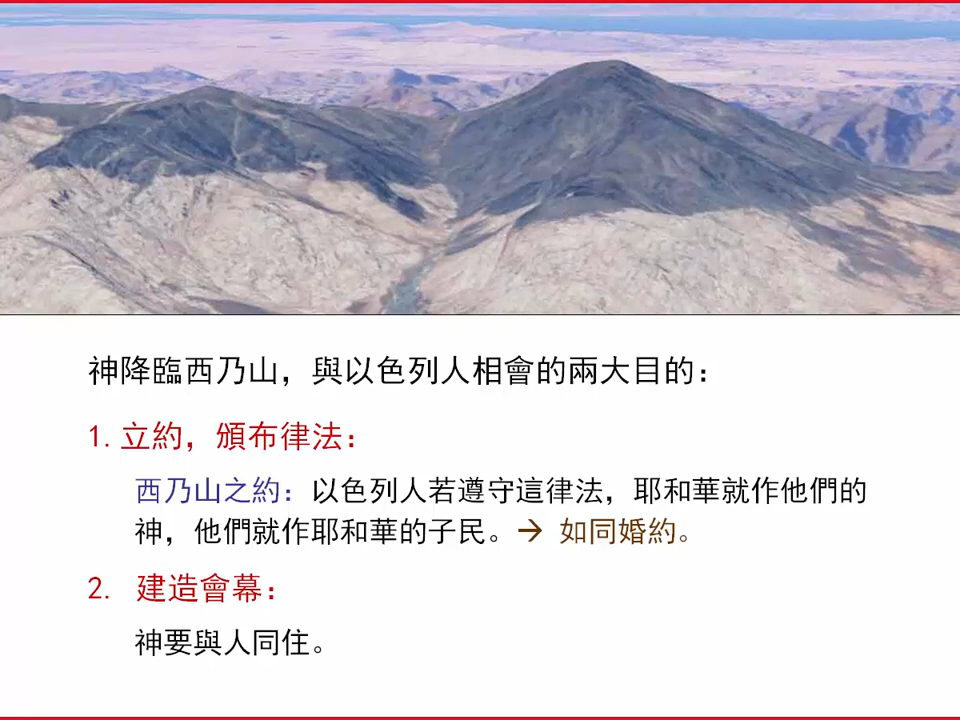 神降臨西乃山，與以色列人相會的兩大目的：
1. 立約，頒布律法：
西乃山之約：以色列人若遵守這律法，耶和華就作他們的
神，他們就作耶和華的子民。→ 如同婚約。
2. 建造會幕：
神要與人同住。